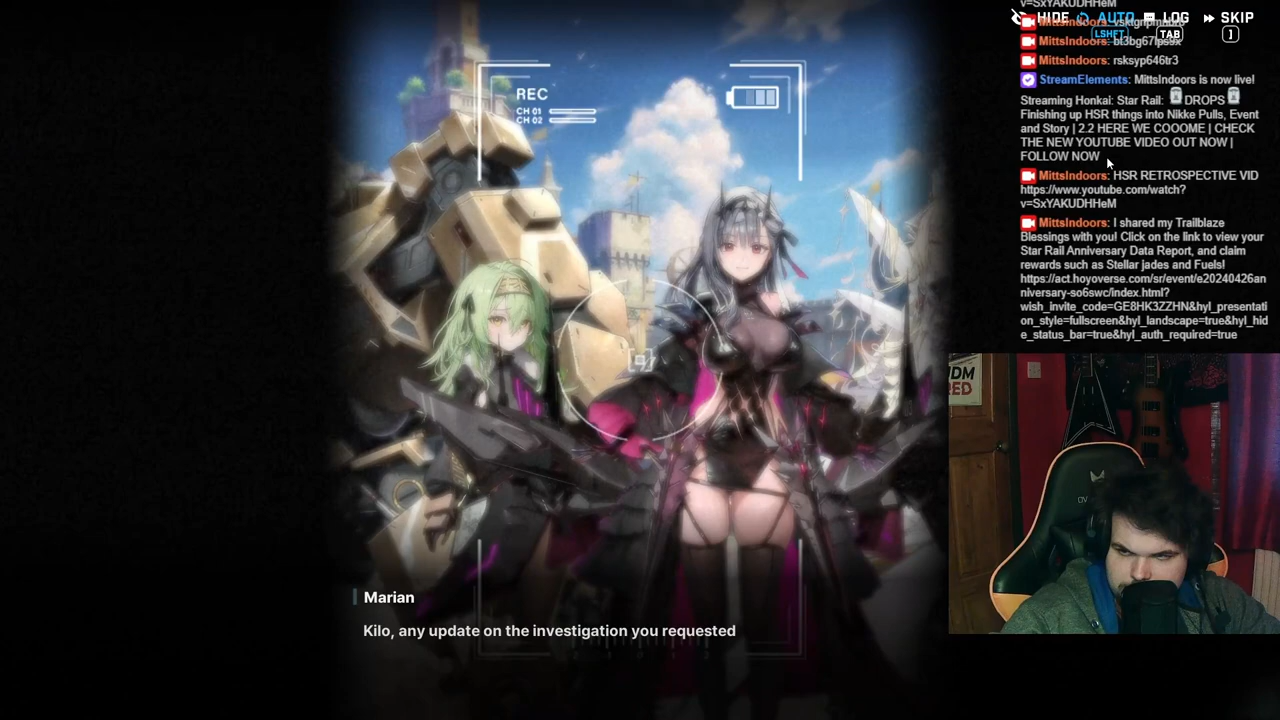 v=SxYAKUDHHeM
HIDE AUTO LOG SKIP
LSHFT TAB ]
MittsIndoors:
MittsIndoors: bl3bg67lps9x
MittsIndoors: rsksyp646tr3
StreamElements: MittsIndoors is now live!
Streaming Honkai: Star Rail: DROPS
Finishing up HSR things into Nikke Pulls, Event
and Story | 2.2 HERE WE COOOME | CHECK
THE NEW YOUTUBE VIDEO OUT NOW |
FOLLOW NOW
MittsIndoors: HSR RETROSPECTIVE VID
https://www.youtube.com/watch?
v=SxYAKUDHHeM
MittsIndoors: I shared my Trailblaze
Blessings with you! Click on the link to view your
Star Rail Anniversary Data Report, and claim
rewards such as Stellar jades and Fuels!
https://act.hoyoverse.com/sr/event/e20240426an
niversary-so6swc/index.html?
wish_invite_code=GE8HK3ZZHN&hyl_presentati
on_style=fullscreen&hyl_landscape=true&hyl_hid
e_status_bar=true&hyl_auth_required=true
REC
CH 01
CH 02
Marian
Kilo, any update on the investigation you requested